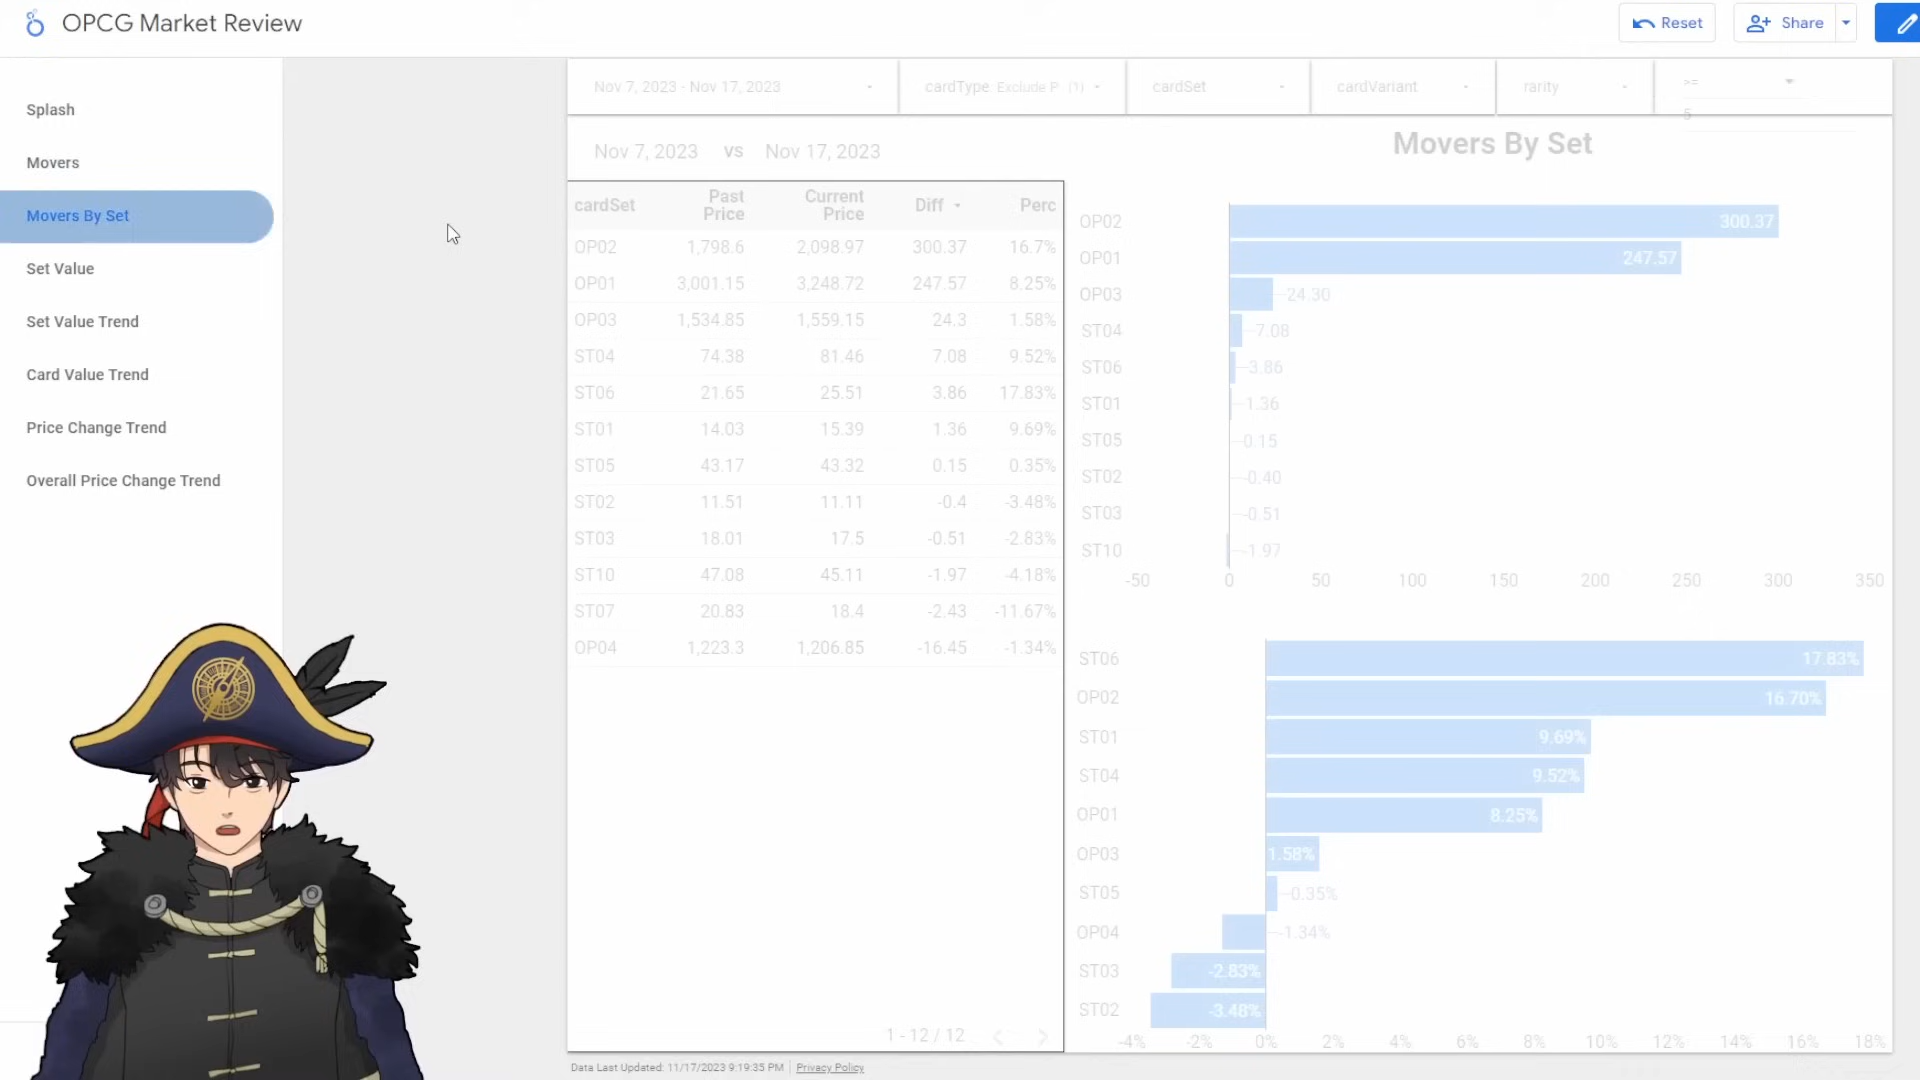 OPCG Market Review
Reset
Share
Splash
Movers
Movers By Set
Set Value
Set Value Trend
Card Value Trend
Price Change Trend
Overall Price Change Trend
Nov 7, 2023 - Nov 17, 2023
cardType: Exclude P (1)
cardSet
cardVariant
rarity
>=
5
Nov 7, 2023 vs Nov 17, 2023
Movers By Set
cardSet Past Price Current Price Diff Perc
OP02 1,798.6 2,098.97 300.37 16.7%
OP01 3,001.15 3,248.72 247.57 8.25%
OP03 1,534.85 1,559.15 24.3 1.58%
ST04 74.38 81.46 7.08 9.52%
ST06 21.65 25.51 3.86 17.83%
ST01 14.03 15.39 1.36 9.69%
ST05 43.17 43.32 0.15 0.35%
ST02 11.51 11.11 -0.4 -3.48%
ST03 18.01 17.5 -0.51 -2.83%
ST10 47.08 45.11 -1.97 -4.18%
ST07 20.83 18.4 -2.43 -11.67%
OP04 1,223.3 1,206.85 -16.45 -1.34%
1 - 12 / 12
OP02 300.37
OP01 247.57
OP03 24.30
ST04 7.08
ST06 3.86
ST01 1.36
ST05 0.15
ST02 -0.40
ST03 -0.51
ST10 -1.97
-50 0 50 100 150 200 250 300 350
ST06 17.83%
OP02 16.70%
ST01 9.69%
ST04 9.52%
OP01 8.25%
OP03 1.58%
ST05 0.35%
OP04 -1.34%
ST03 -2.83%
ST02 -3.48%
-4% -2% 0% 2% 4% 6% 8% 10% 12% 14% 16% 18%
Data Last Updated: 11/17/2023 9:19:35 PM
Privacy Policy